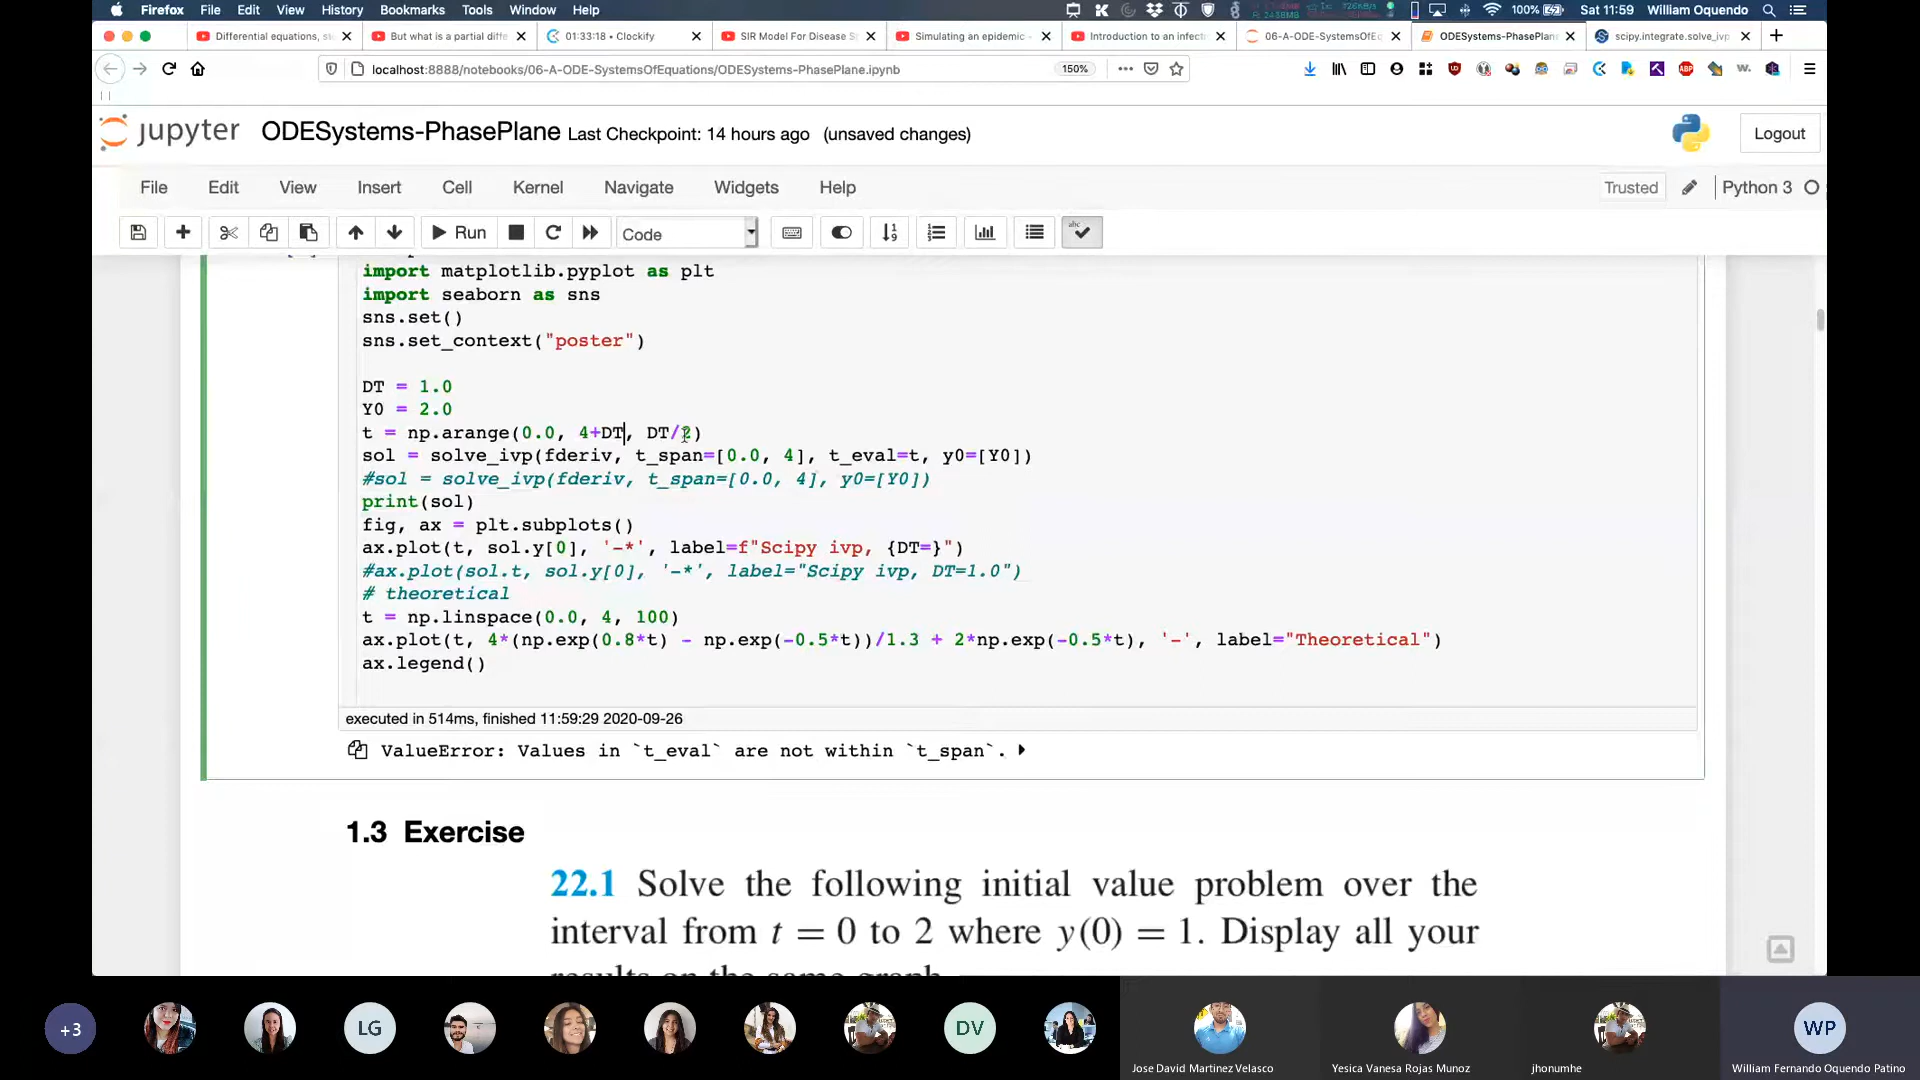 Firefox File Edit View History Bookmarks Tools Window Help 100% Sat 11:59 William Oquendo
Differential equations, st
But what is a partial diffe
01:33:18 • Clockify
SIR Model For Disease S
Simulating an epidemic
Introduction to an infect
06-A-ODE-SystemsOfEq
ODESystems-PhasePlane
scipy.integrate.solve_ivp
localhost:8888/notebooks/06-A-ODE-SystemsOfEquations/ODESystems-PhasePlane.ipynb 150%
jupyter ODESystems-PhasePlane Last Checkpoint: 14 hours ago (unsaved changes) Logout
File Edit View Insert Cell Kernel Navigate Widgets Help Trusted Python 3
Run Code
import matplotlib.pyplot as plt
import seaborn as sns
sns.set()
sns.set_context("poster")
DT = 1.0
Y0 = 2.0
t = np.arange(0.0, 4+DT, DT/2)
sol = solve_ivp(fderiv, t_span=[0.0, 4], t_eval=t, y0=[Y0])
#sol = solve_ivp(fderiv, t_span=[0.0, 4], y0=[Y0])
print(sol)
fig, ax = plt.subplots()
ax.plot(t, sol.y[0], '-*', label=f"Scipy ivp, {DT=}")
#ax.plot(sol.t, sol.y[0], '-*', label="Scipy ivp, DT=1.0")
# theoretical
t = np.linspace(0.0, 4, 100)
ax.plot(t, 4*(np.exp(0.8*t) - np.exp(-0.5*t))/1.3 + 2*np.exp(-0.5*t), '-', label="Theoretical")
ax.legend()
executed in 514ms, finished 11:59:29 2020-09-26
ValueError: Values in `t_eval` are not within `t_span`.
1.3 Exercise
22.1 Solve the following initial value problem over the
interval from t = 0 to 2 where y(0) = 1. Display all your
results on the same graph
+3
LG
DV
WP
Jose David Martinez Velasco
Yesica Vanesa Rojas Munoz
jhonumhe
William Fernando Oquendo Patino